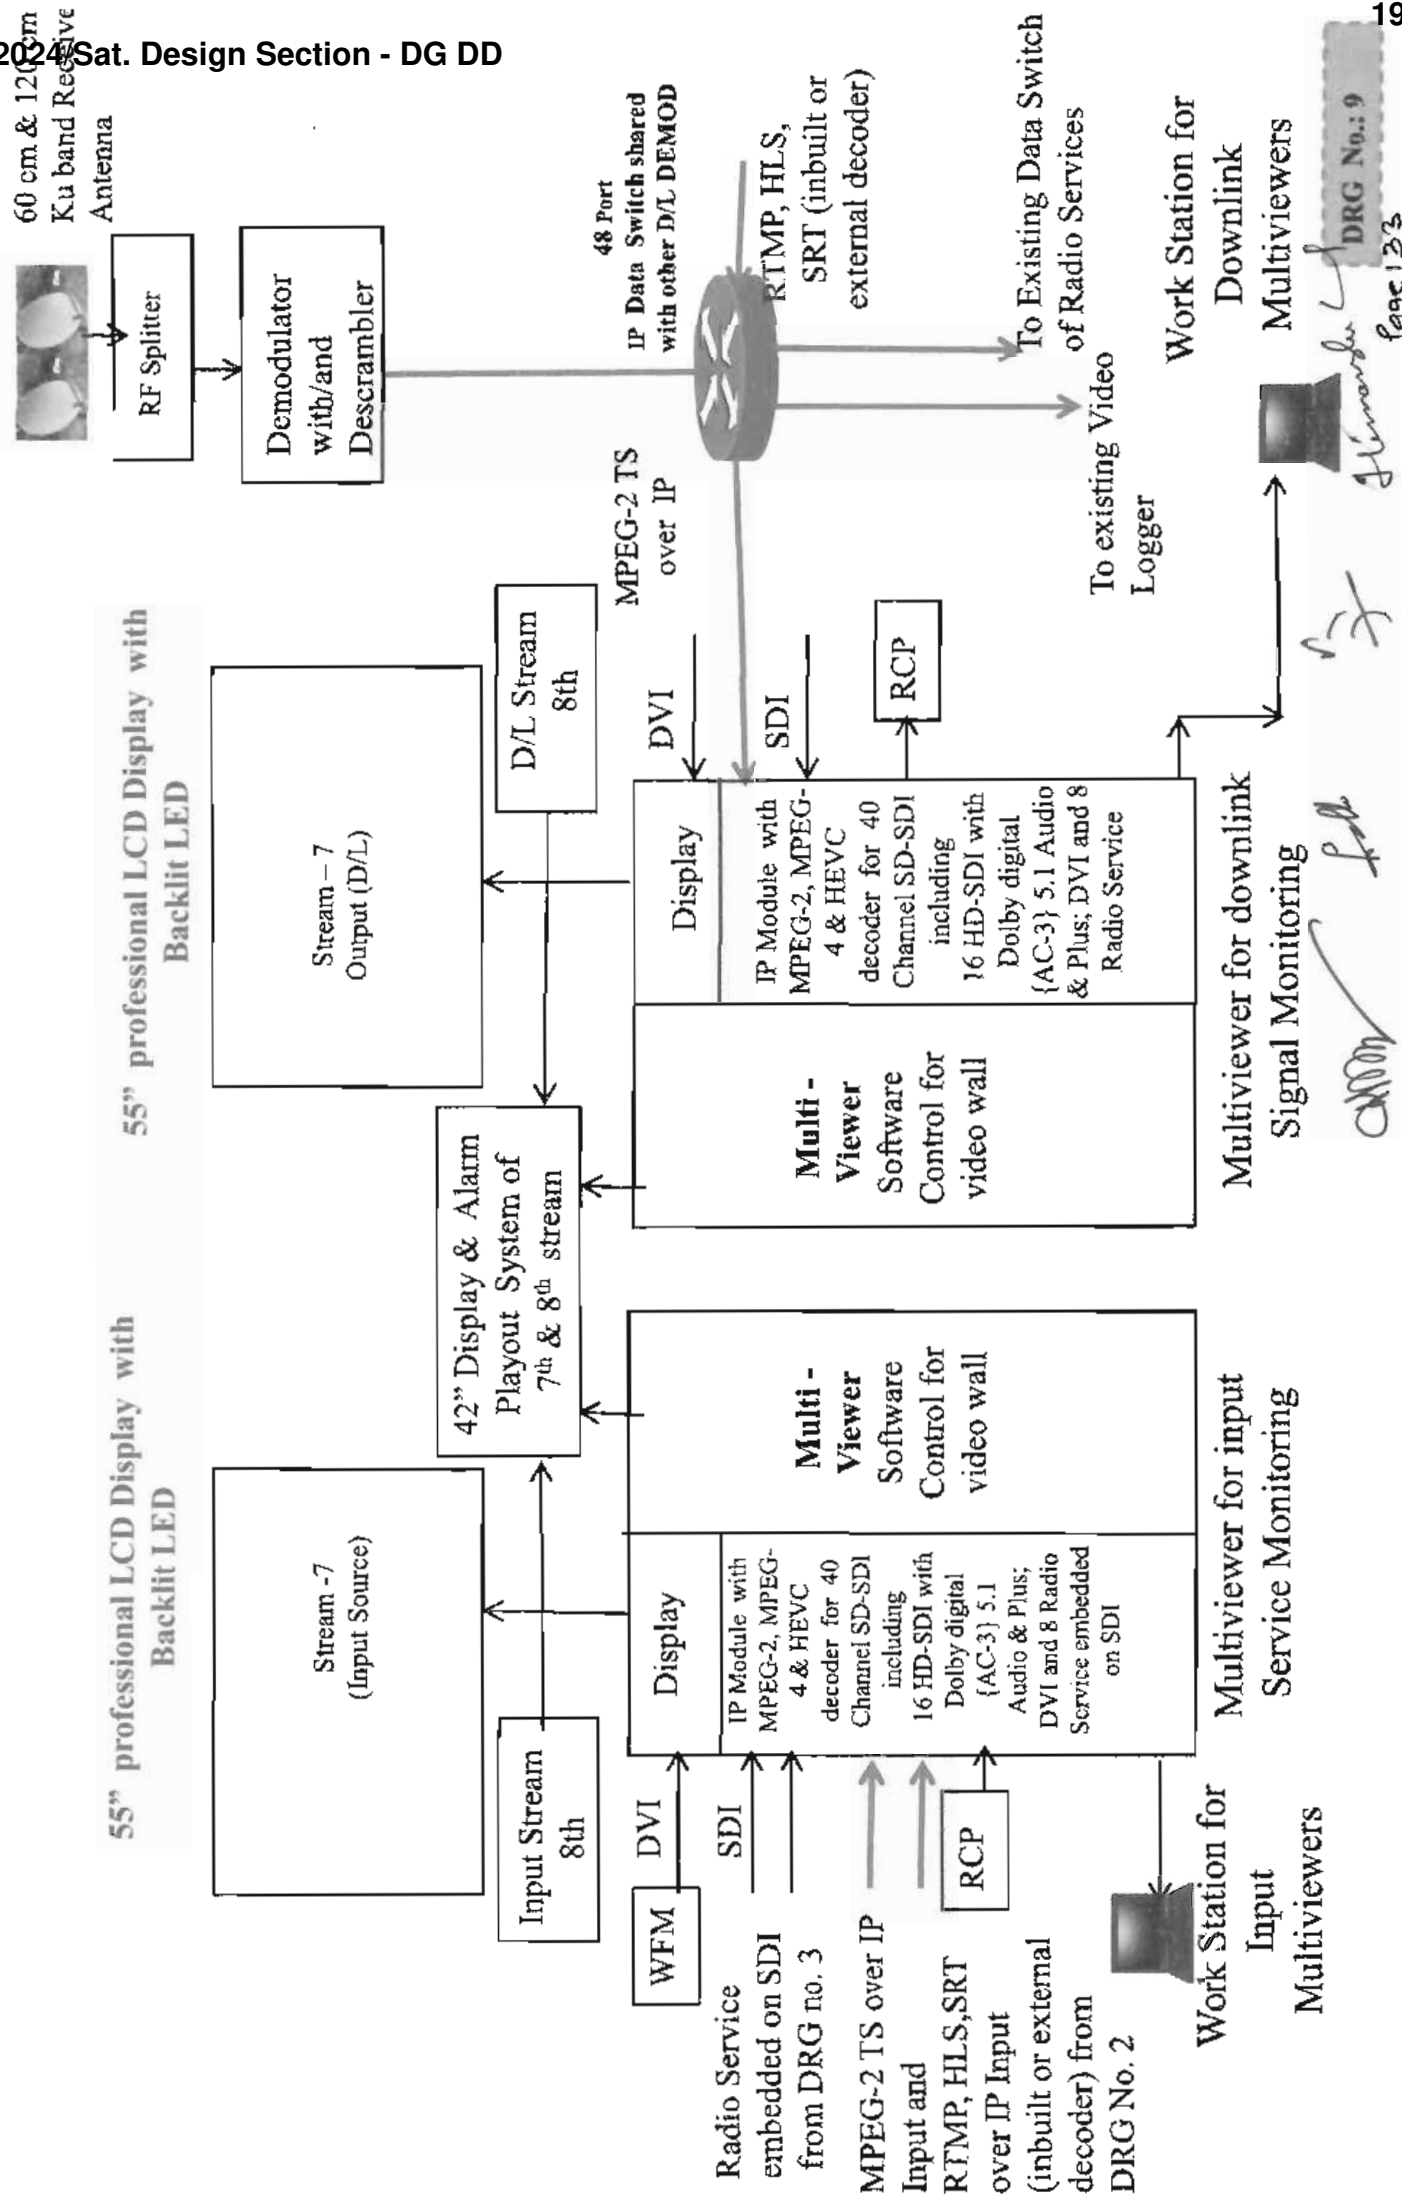 2024/Sat. Design Section - DG DD
19
60 cm & 120 cm
Ku band Receive
Antenna
RF Splitter
Demodulator
with/and
Descrambler
48 Port
IP Data Switch shared
with other D/L DEMOD
RTMP, HLS,
SRT (inbuilt or
external decoder)
To Existing Data Switch
of Radio Services
To existing Video
Logger
MPEG-2 TS
over IP
Work Station for
Downlink
Multiviewers
DRG No.: 9
Page 133
55” professional LCD Display with
Backlit LED
Stream – 7
Output (D/L)
D/L Stream
8th
DVI
SDI
RCP
Display
IP Module with
MPEG-2, MPEG-
4 & HEVC
decoder for 40
Channel SD-SDI
including
16 HD-SDI with
Dolby digital
{AC-3} 5.1 Audio
& Plus; DVI and 8
Radio Service
Multi -
Viewer
Software
Control for
video wall
Multiviewer for downlink
Signal Monitoring
42” Display & Alarm
Playout System of
7th & 8th stream
55” professional LCD Display with
Backlit LED
Stream -7
(Input Source)
Input Stream
8th
Multi -
Viewer
Software
Control for
video wall
Display
IP Module with
MPEG-2, MPEG-
4 & HEVC
decoder for 40
Channel SD-SDI
including
16 HD-SDI with
Dolby digital
{AC-3} 5.1
Audio & Plus;
DVI and 8 Radio
Service embedded
on SDI
Multiviewer for input
Service Monitoring
WFM
DVI
SDI
RCP
Radio Service
embedded on SDI
from DRG no. 3
MPEG-2 TS over IP
Input and
RTMP, HLS,SRT
over IP Input
(inbuilt or external
decoder) from
DRG No. 2
Work Station for
Input
Multiviewers